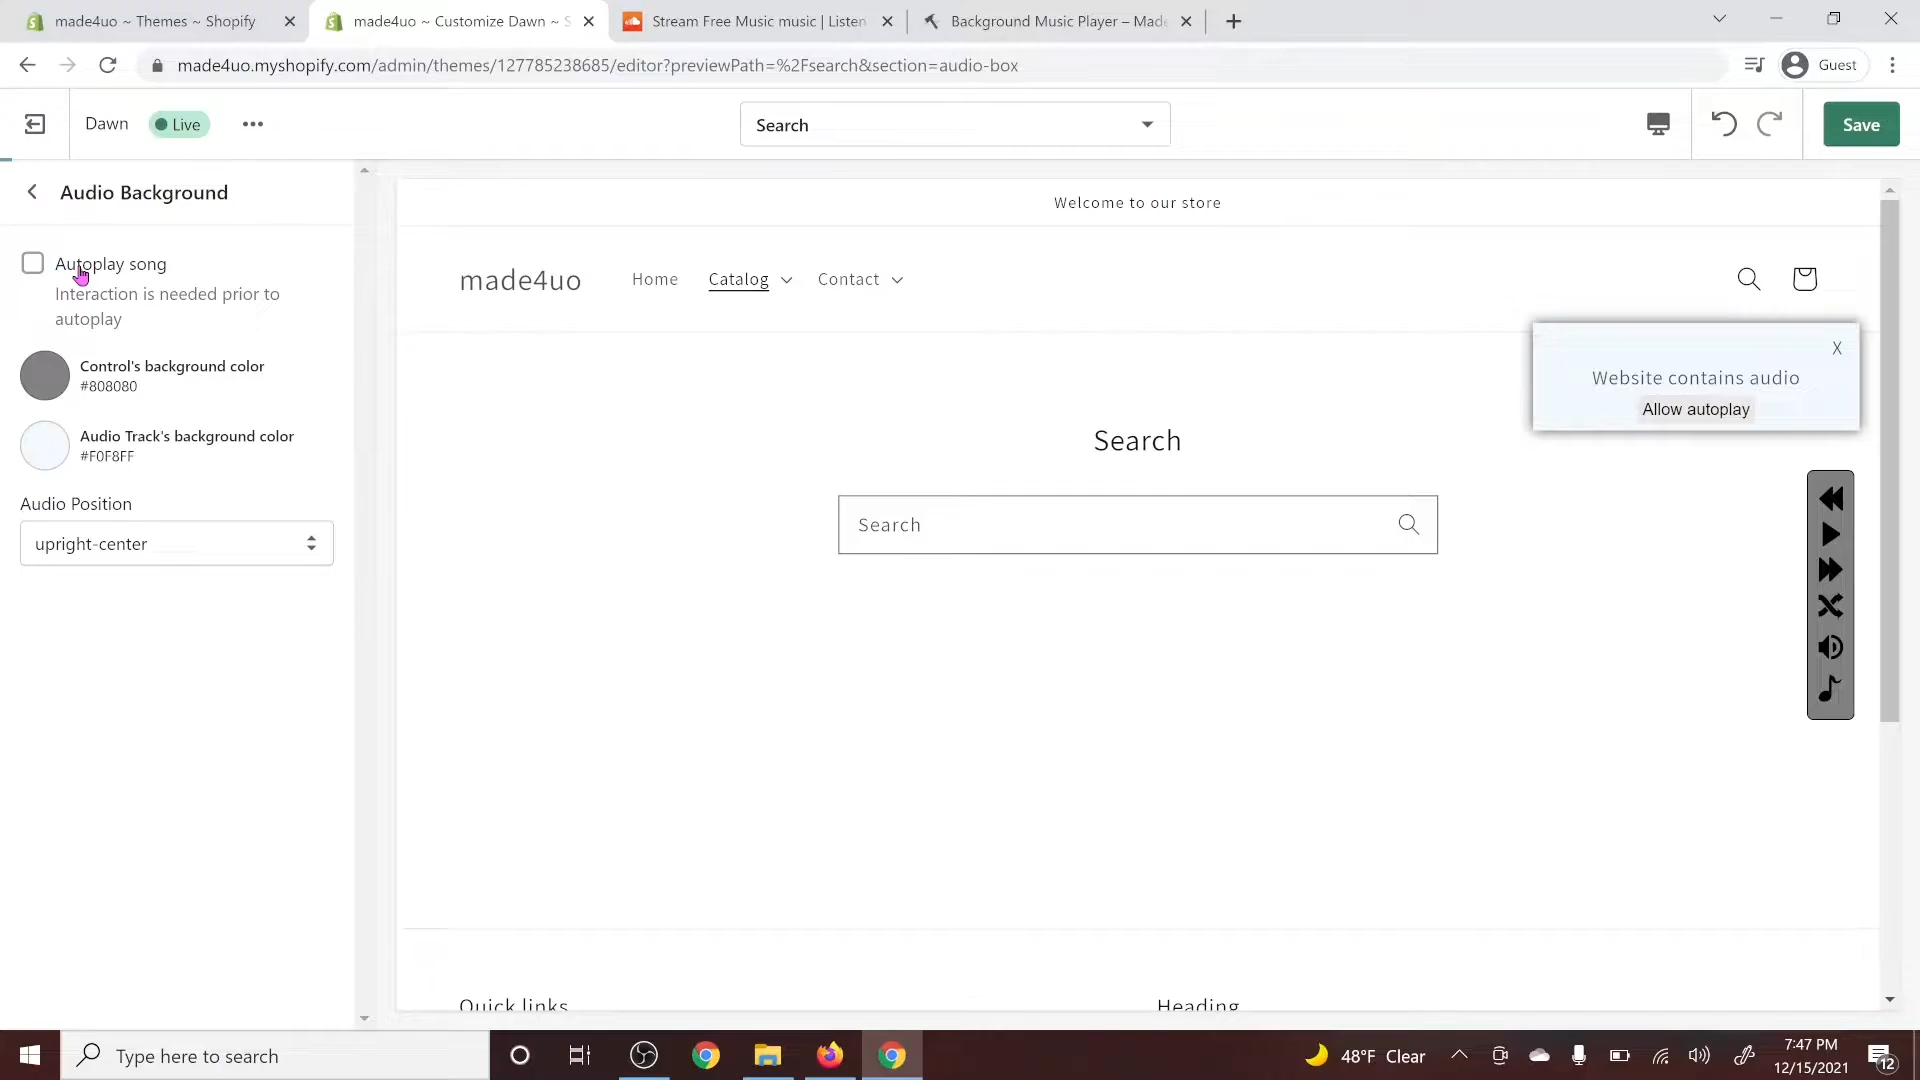 made4uo ~ Themes ~ Shopify
made4uo ~ Customize Dawn ~ S
Stream Free Music music | Listen
Background Music Player – Made
made4uo.myshopify.com/admin/themes/127785238685/editor?previewPath=%2Fsearch&section=audio-box
Guest
Dawn
Live
Search
Save
Audio Background
Autoplay song
Interaction is needed prior to
autoplay
Control's background color
#808080
Audio Track's background color
#F0F8FF
Audio Position
upright-center
Welcome to our store
made4uo
Home
Catalog
Contact
X
Website contains audio
Allow autoplay
Search
Search
Quick links
Heading
Type here to search
48°F Clear
7:47 PM
12/15/2021
12